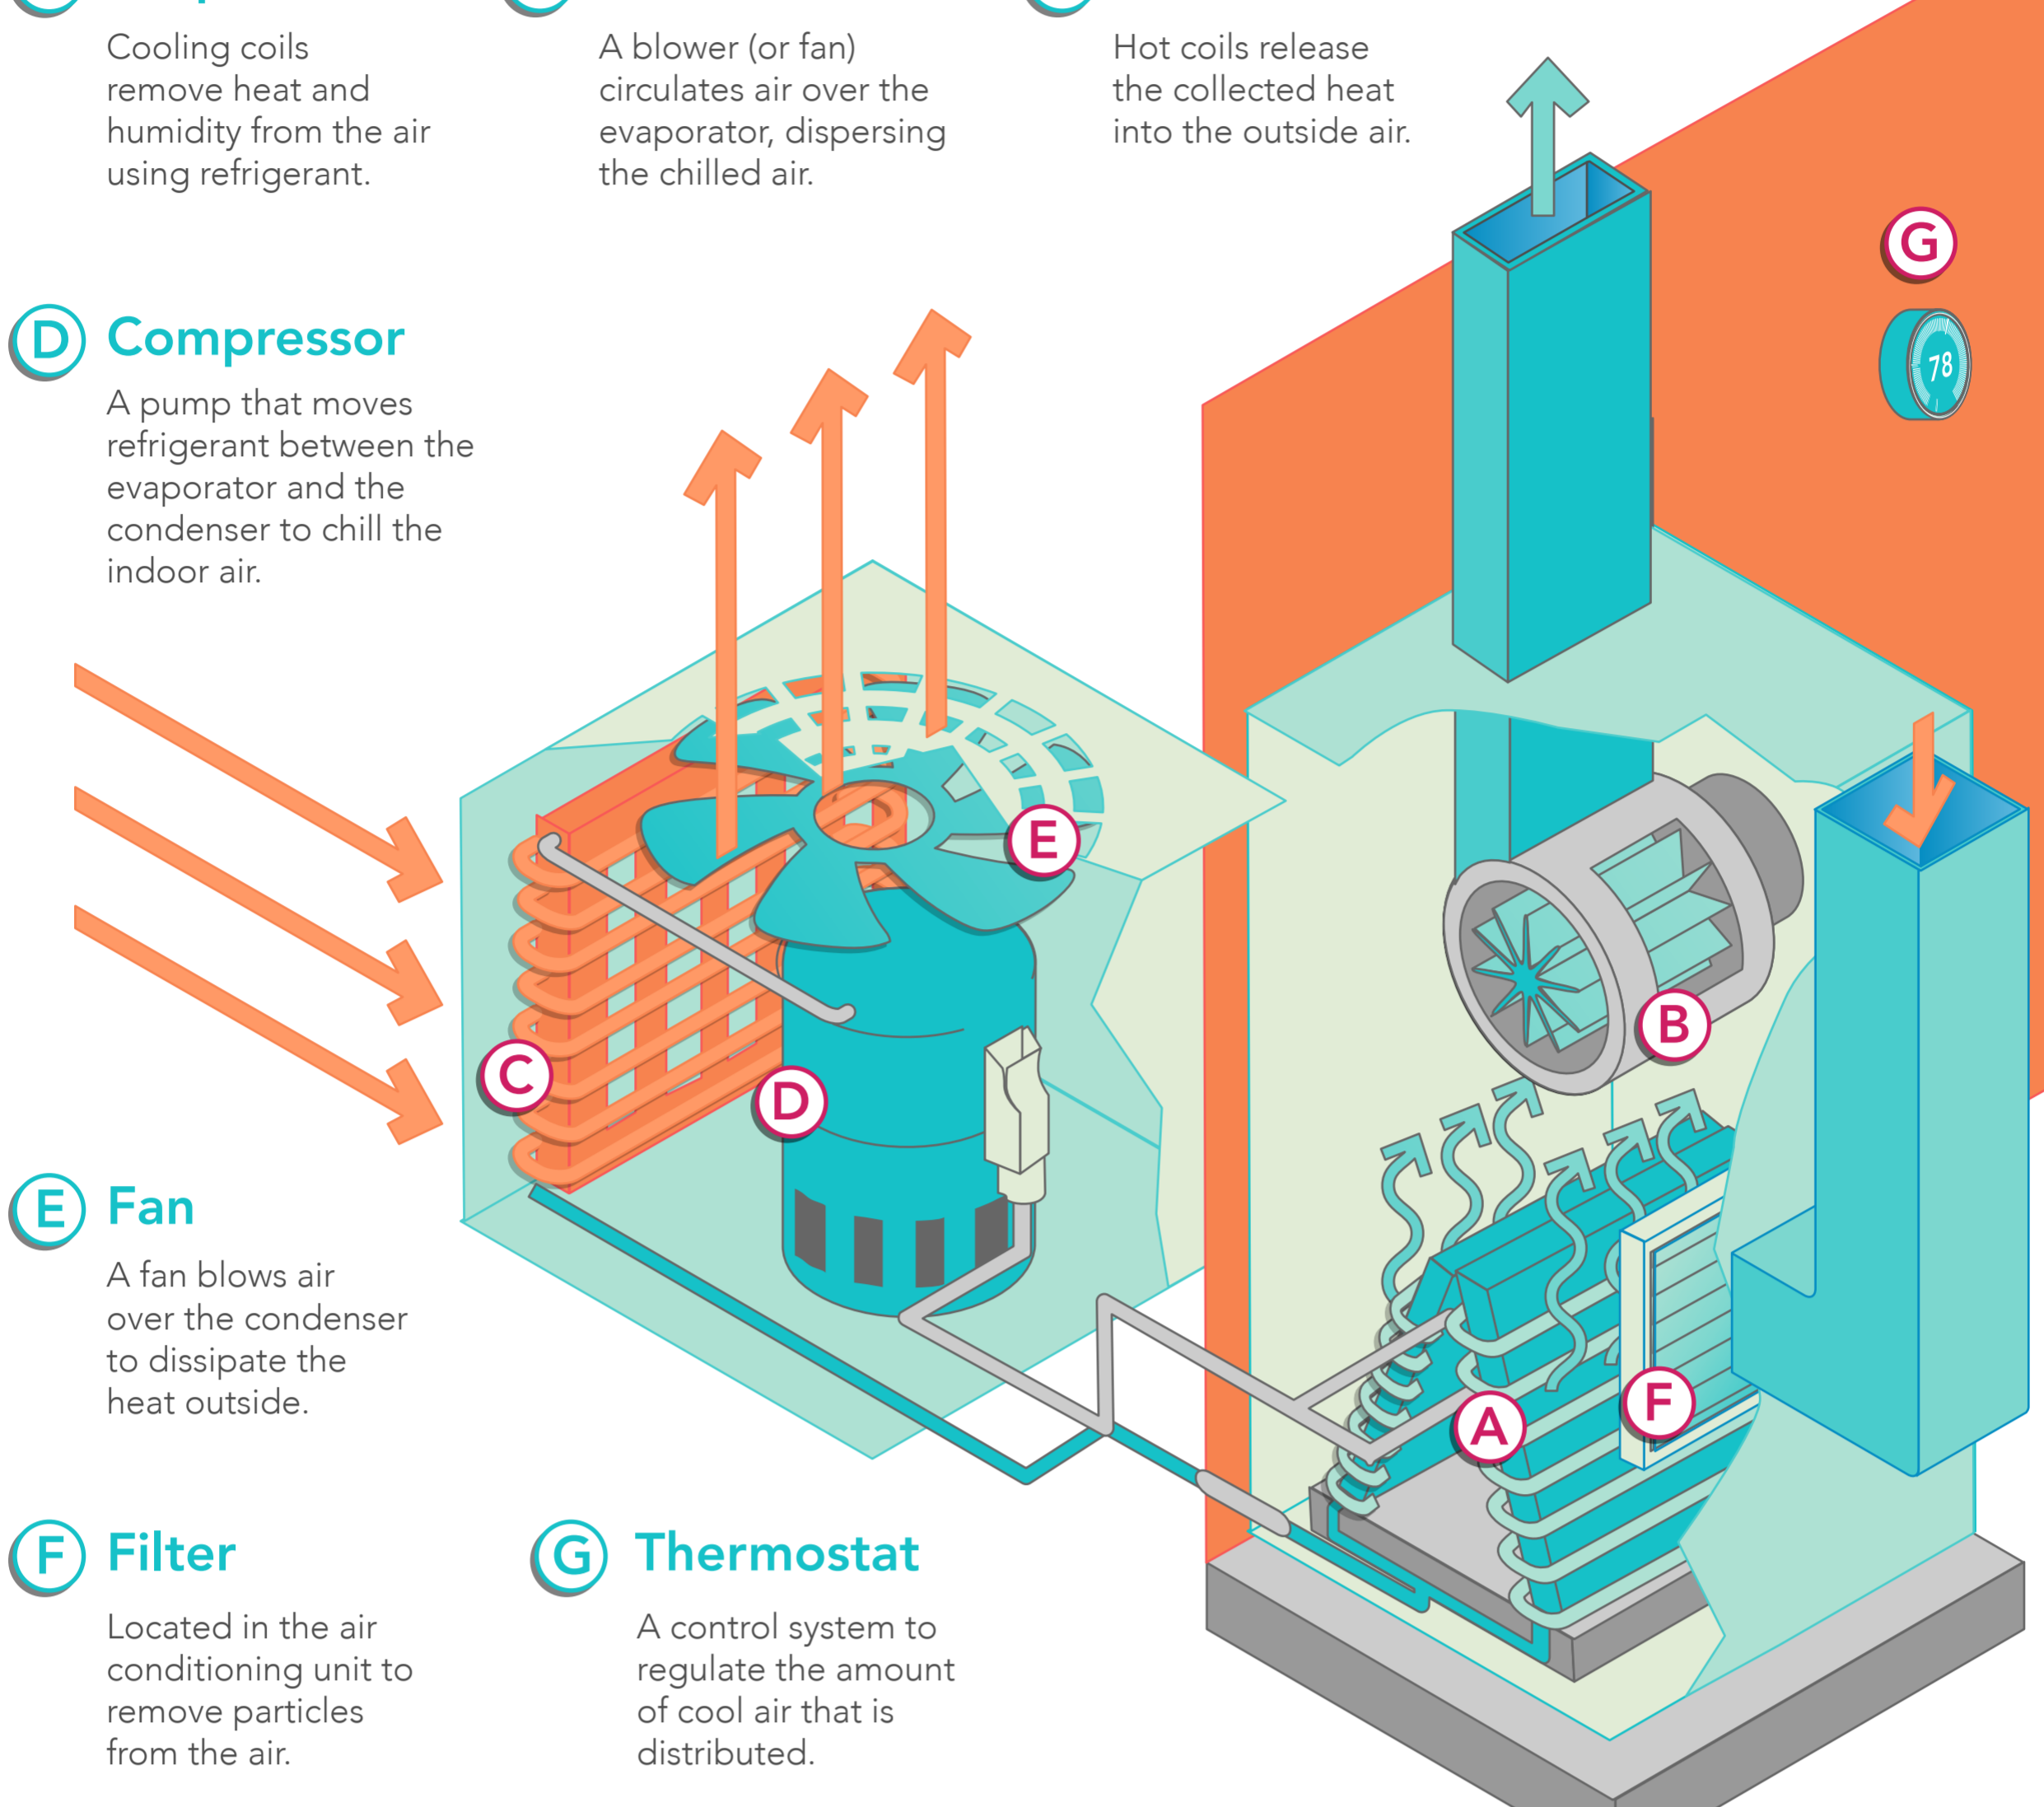 Cooling coils
remove heat and
humidity from the air
using refrigerant.
A blower (or fan)
circulates air over the
evaporator, dispersing
the chilled air.
Hot coils release
the collected heat
into the outside air.
G
78
D Compressor
A pump that moves
refrigerant between the
evaporator and the
condenser to chill the
indoor air.
E
B
C
D
E Fan
A fan blows air
over the condenser
to dissipate the
heat outside.
A
F
F Filter
Located in the air
conditioning unit to
remove particles
from the air.
G Thermostat
A control system to
regulate the amount
of cool air that is
distributed.